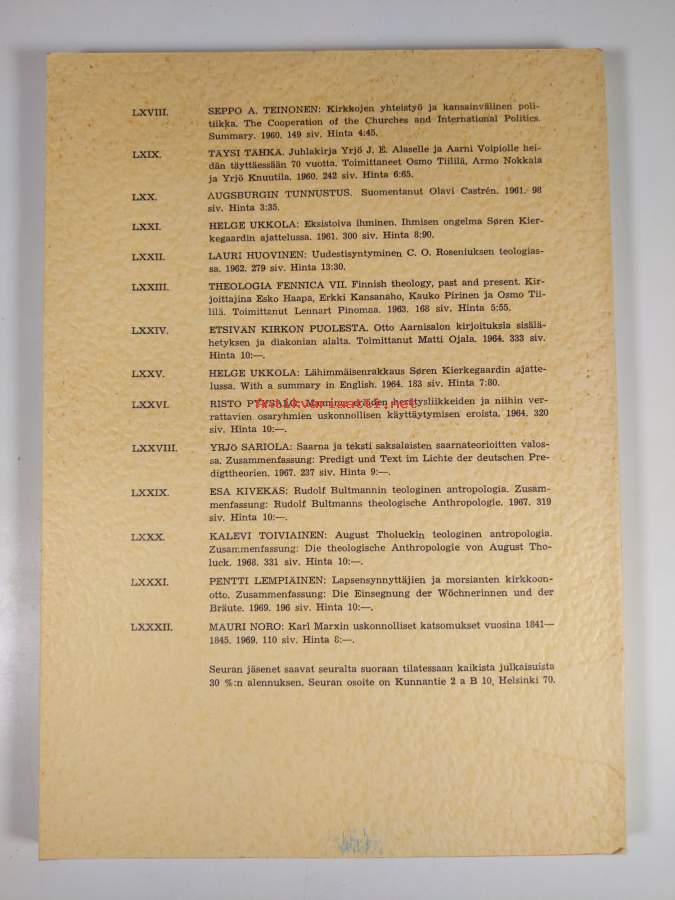 LXVIII. SEPPO A. TEINONEN: Kirkkojen yhteistyö ja kansainvälinen poli-
tiikka. The Cooperation of the Churches and International Politics.
Summary. 1960. 149 siv. Hinta 4:45.
LXIX. TÄYSI TÄHKÄ. Juhlakirja Yrjö J. E. Alaselle ja Aarni Voipiolle hei-
dän täyttäessään 70 vuotta. Toimittaneet Osmo Tiililä, Armo Nokkala
ja Yrjö Knuutila. 1960. 242 siv. Hinta 6:65.
LXX. AUGSBURGIN TUNNUSTUS. Suomentanut Olavi Castrén. 1961. 98
siv. Hinta 3:35.
LXXI. HELGE UKKOLA: Eksistoiva ihminen. Ihmisen ongelma Søren Kier-
kegaardin ajattelussa. 1961. 300 siv. Hinta 8:90.
LXXII. LAURI HUOVINEN: Uudestisyntyminen C. O. Roseniuksen teologias-
sa. 1962. 279 siv. Hinta 13:30.
LXXIII. THEOLOGIA FENNICA VII. Finnish theology, past and present. Kir-
joittajina Esko Haapa, Erkki Kansanaho, Kauko Pirinen ja Osmo Tii-
lilä. Toimittanut Lennart Pinomaa. 1963. 168 siv. Hinta 5:55.
LXXIV. ETSIVÄN KIRKON PUOLESTA. Otto Aarnisalon kirjoituksia sisälä-
hetyksen ja diakonian alalta. Toimittanut Matti Ojala. 1964. 333 siv.
Hinta 10:—.
LXXV. HELGE UKKOLA: Lähimmäisenrakkaus Søren Kierkegaardin ajatte-
lussa. With a summary in English. 1964. 183 siv. Hinta 7:80.
LXXVI. RISTO herätysliikkeiden ja niihin ver-
rattavien osaryhmien uskonnollisen käyttäytymisen eroista. 1964. 320
siv. Hinta 10:—.
LXXVIII. YRJÖ SARIOLA: Saarna ja teksti saksalaisten saarnateorioitten valos-
sa. Zusammenfassung: Predigt und Text im Lichte der deutschen Pre-
digttheorien. 1967. 237 siv. Hinta 9:—.
LXXIX. ESA KIVEKÄS: Rudolf Bultmannin teologinen antropologia. Zusam-
menfassung: Rudolf Bultmanns theologische Anthropologie. 1967. 319
siv. Hinta 10:—.
LXXX. KALEVI TOIVIAINEN: August Tholuckin teologinen antropologia.
Zusammenfassung: Die theologische Anthropologie von August Tho-
luck. 1968. 331 siv. Hinta 10:—.
LXXXI. PENTTI LEMPIÄINEN: Lapsensynnyttäjien ja morsianten kirkkoon-
otto. Zusammenfassung: Die Einsegnung der Wöchnerinnen und der
Bräute. 1969. 196 siv. Hinta 10:—.
LXXXII. MAURI NORO: Karl Marxin uskonnolliset katsomukset vuosina 1841—
1845. 1969. 110 siv. Hinta 8:—.
Seuran jäsenet saavat seuralta suoraan tilatessaan kaikista julkaisuista
30 %:n alennuksen. Seuran osoite on Kunnantie 2 a B 10, Helsinki 70.